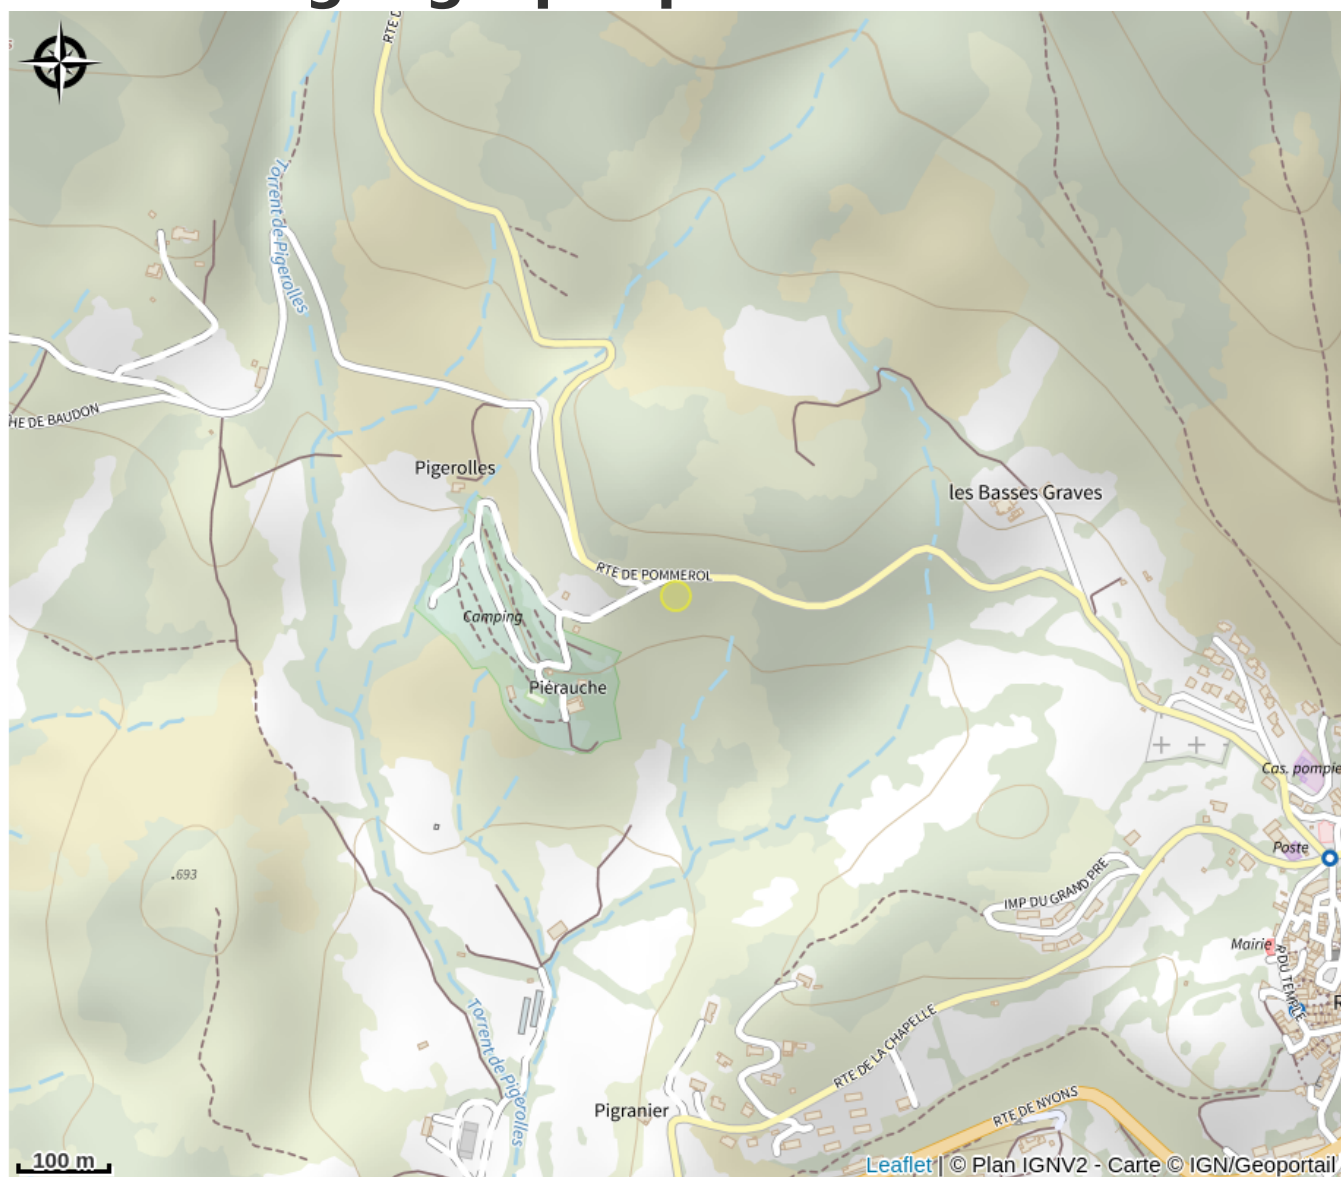 RTE D
Torrent de Pigerolles
HE DE BAUDON
Pigerolles
les Basses Graves
RTE DE POMMEROL
Camping
Piérauche
Cas. pompie
Poste
.693
IMP DU GRAND PRE
Mairie
R DU TEMPLE
R
Torrent de Pigerolles
RTE DE LA CHAPELLE
RTE DE NYONS
Pigranier
100 m
Leaflet | © Plan IGNV2 - Carte © IGN/Geoportail